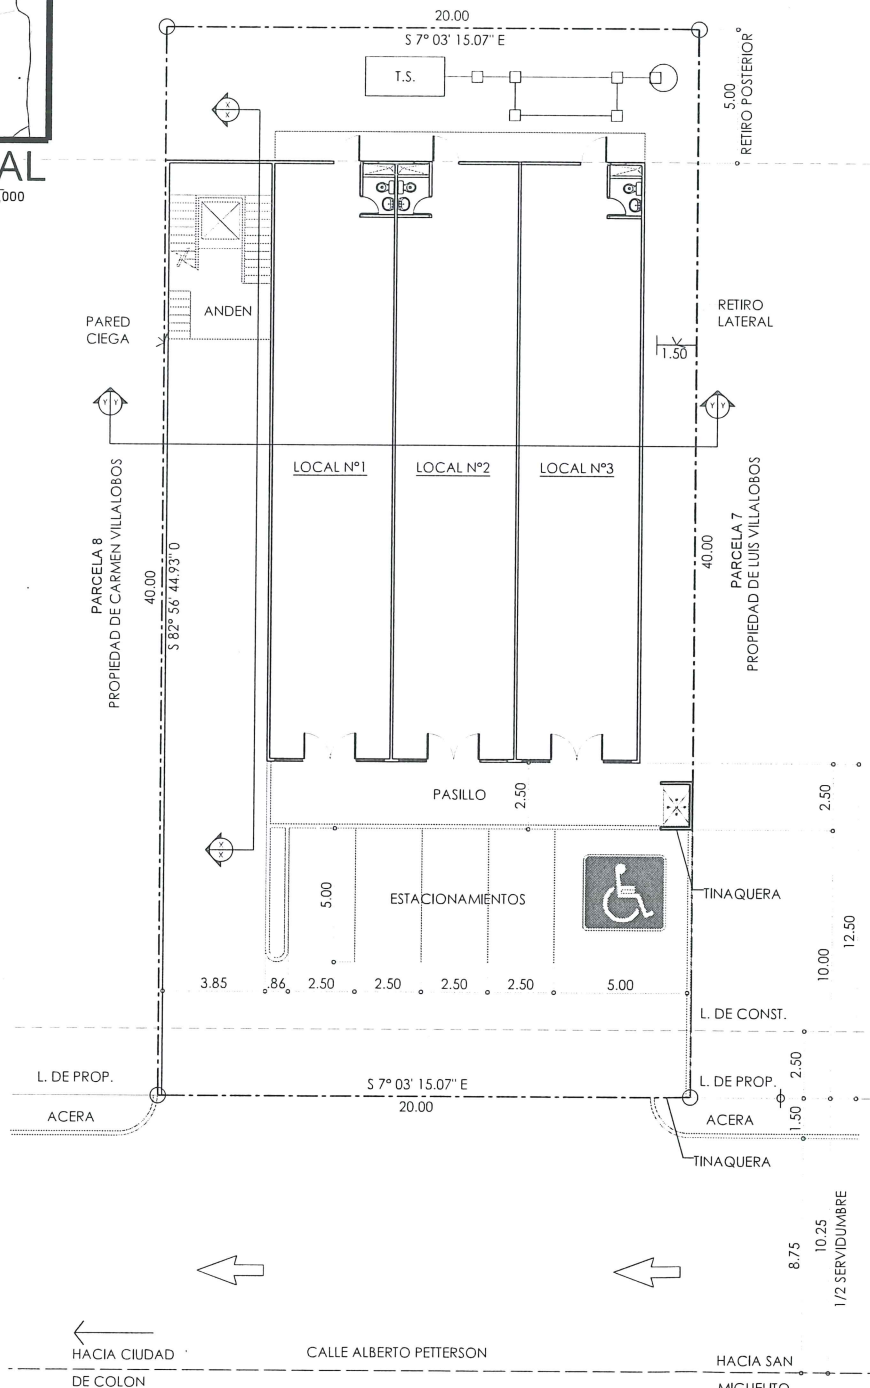 20.00
S 7° 03' 15.07" E
T.S.
5.00
RETIRO POSTERIOR
AL
,000
X
X
ANDEN
PARED
CIEGA
RETIRO
LATERAL
1.50
Y Y
Y Y
LOCAL Nº1
LOCAL Nº2
LOCAL Nº3
PARCELA 8
PROPIEDAD DE CARMEN VILLALOBOS
40.00
S 82° 56' 44.93" O
40.00
PARCELA 7
PROPIEDAD DE LUIS VILLALOBOS
PASILLO
2.50
2.50
X
X
5.00
ESTACIONAMIENTOS
TINAQUERA
12.50
10.00
3.85
.86
2.50
2.50
2.50
2.50
5.00
L. DE CONST.
L. DE PROP.
S 7° 03' 15.07" E
L. DE PROP.
2.50
ACERA
20.00
ACERA
1.50
TINAQUERA
8.75
10.25
1/2 SERVIDUMBRE
HACIA CIUDAD
DE COLON
CALLE ALBERTO PETTERSON
HACIA SAN
MIGUELITO